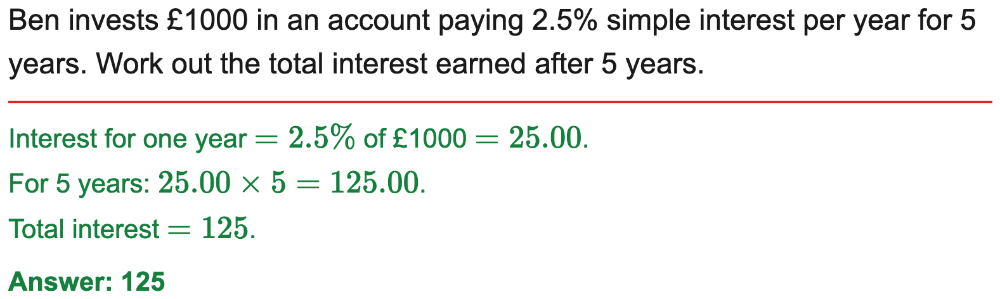 Ben invests £1000 in an account paying 2.5% simple interest per year for 5
years. Work out the total interest earned after 5 years.
Interest for one year = 2.5% of £1000 = 25.00.
For 5 years: 25.00 × 5 = 125.00.
Total interest = 125.
Answer: 125